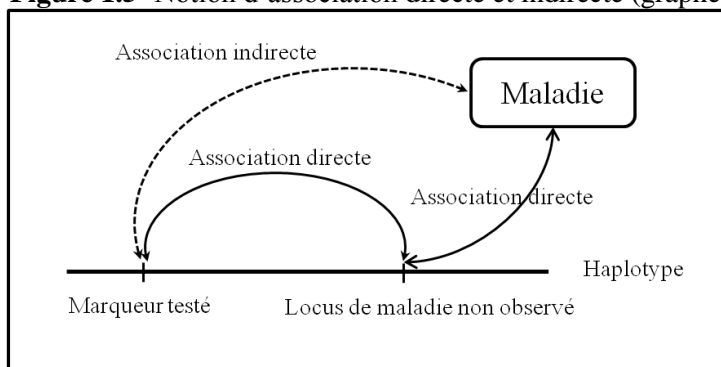 Figure 1.5 Notion d'association directe et indirecte (graphe
Association indirecte
Maladie
Association directe
Association directe
Haplotype
Marqueur testé
Locus de maladie non observé